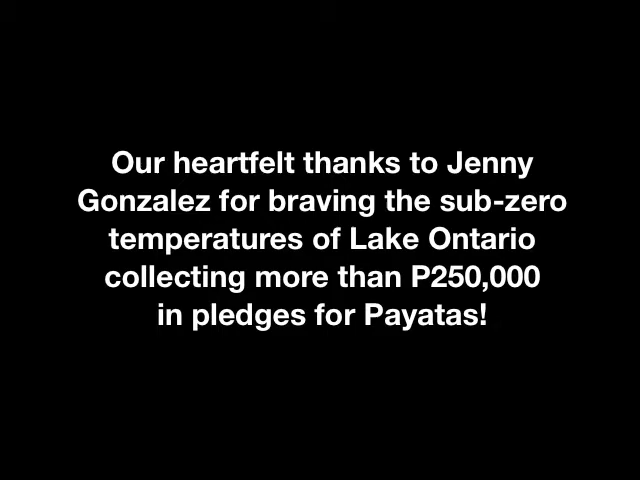 Our heartfelt thanks to Jenny
Gonzalez for braving the sub-zero
temperatures of Lake Ontario
collecting more than P250,000
in pledges for Payatas!